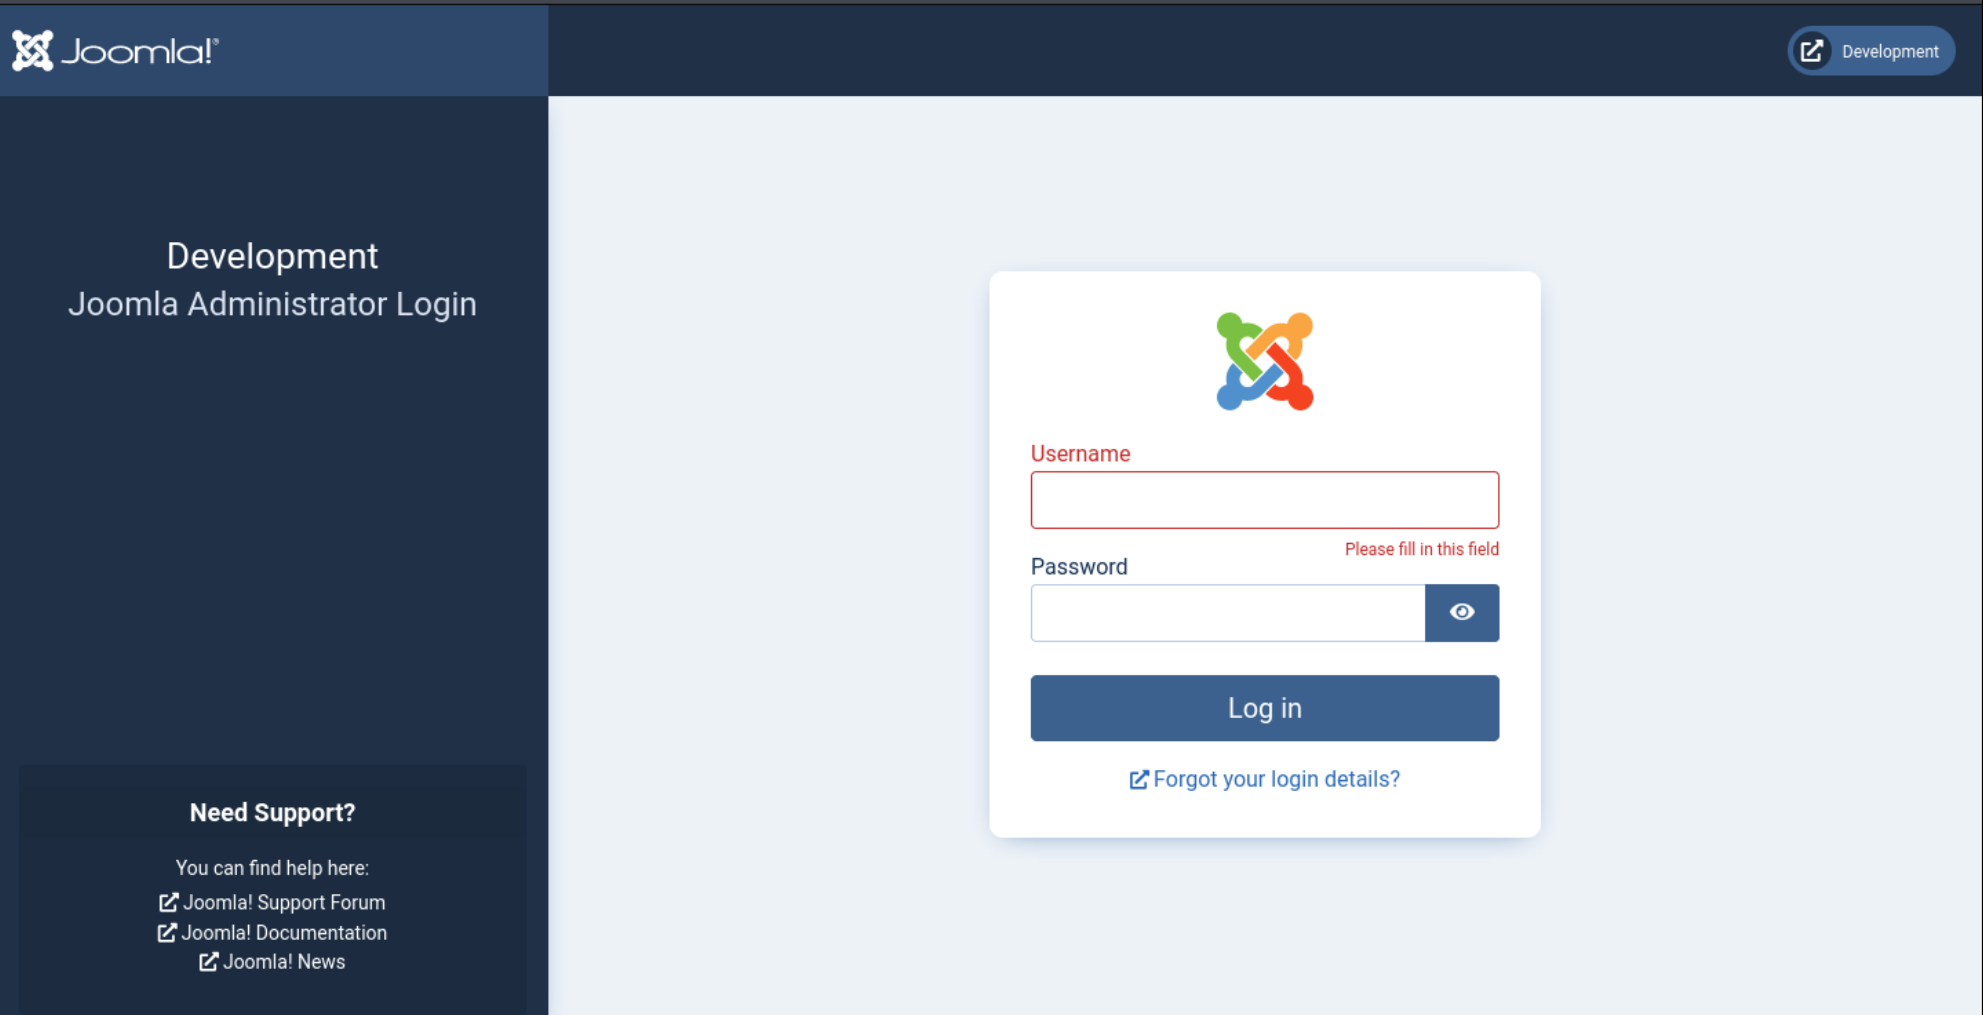 Joomla!®
Development
Development
Joomla Administrator Login
Username
Please fill in this field
Password
Log in
Forgot your login details?
Need Support?
You can find help here:
Joomla! Support Forum
Joomla! Documentation
Joomla! News